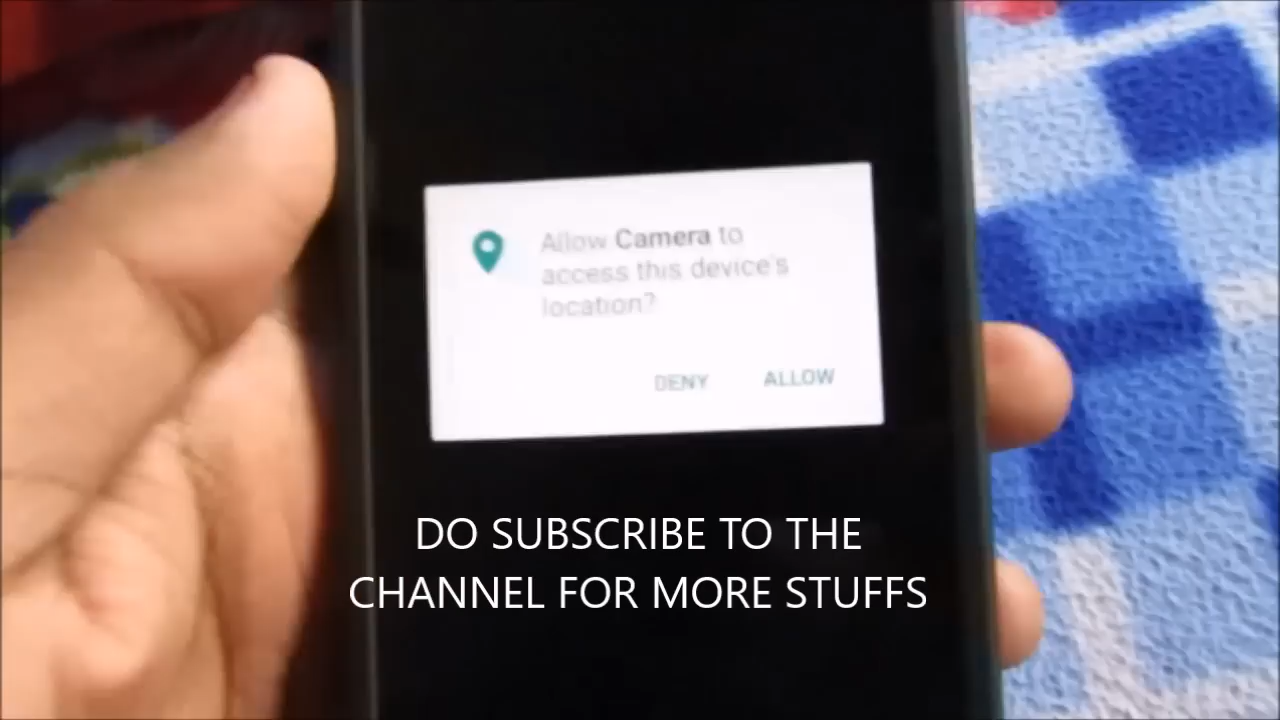 Allow Camera to
access this device's
location?
DENY ALLOW
DO SUBSCRIBE TO THE
CHANNEL FOR MORE STUFFS